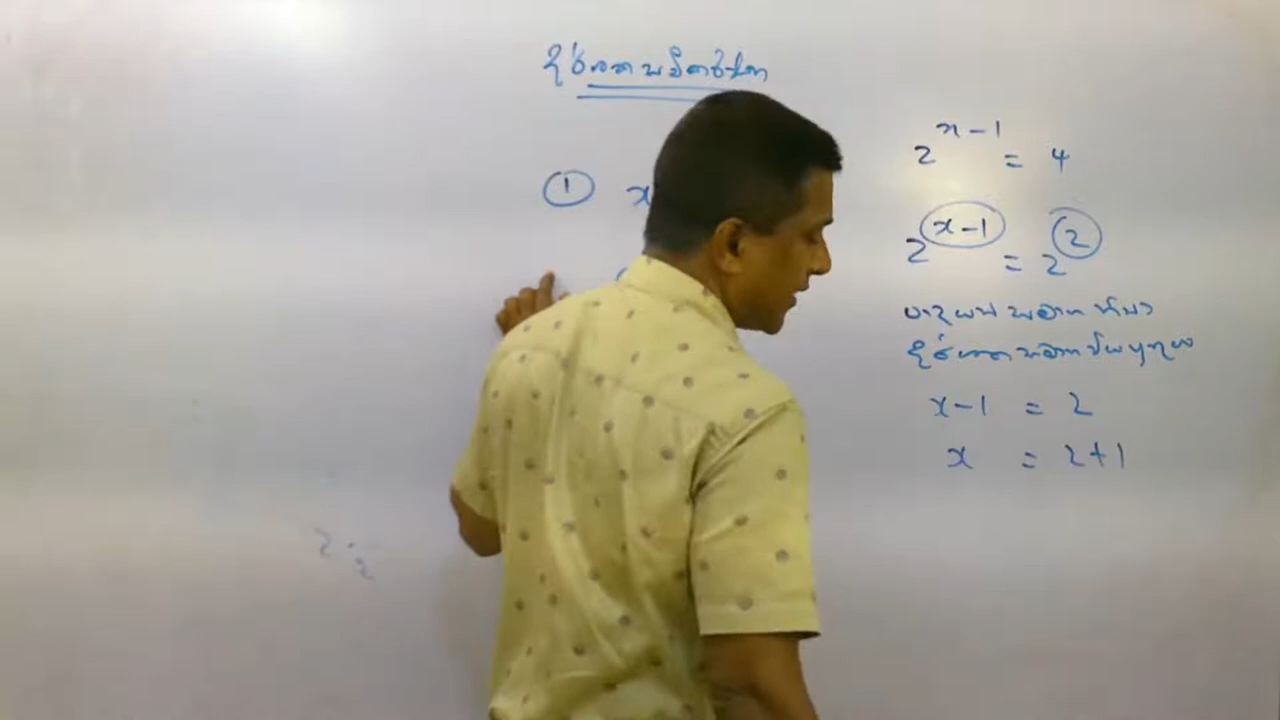 දර්ශක සමීකරණ
① x
2^{x-1} = 4
2^{x-1} = 2^{2}
පාදයන් සමාන නිසා
දර්ශක සමාන විය යුතුය
x-1 = 2
x = 2+1